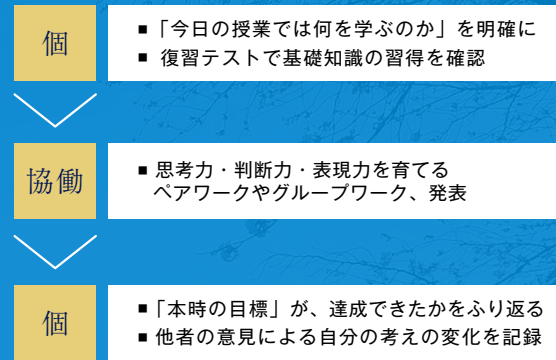 個
■「今日の授業では何を学ぶのか」を明確に
■ 復習テストで基礎知識の習得を確認
協働
■ 思考力・判断力・表現力を育てる
ペアワークやグループワーク、発表
個
■「本時の目標」が、達成できたかをふり返る
■ 他者の意見による自分の考えの変化を記録